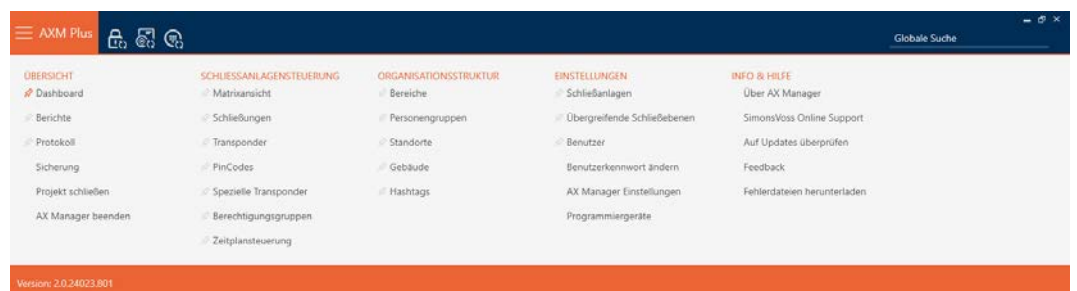 AXM Plus
Globale Suche
ÜBERSICHT
Dashboard
Berichte
Protokoll
Sicherung
Projekt schließen
AX Manager beenden
SCHLIESSANLAGENSTEUERUNG
Matrixansicht
Schließungen
Transponder
PinCodes
Spezielle Transponder
Berechtigungsgruppen
Zeitplansteuerung
ORGANISATIONSSTRUKTUR
Bereiche
Personengruppen
Standorte
Gebäude
Hashtags
EINSTELLUNGEN
Schließanlagen
Übergreifende Schließebenen
Benutzer
Benutzerkennwort ändern
AX Manager Einstellungen
Programmiergeräte
INFO & HILFE
Über AX Manager
SimonsVoss Online Support
Auf Updates überprüfen
Feedback
Fehlerdateien herunterladen
Version: 2.0.24023.801